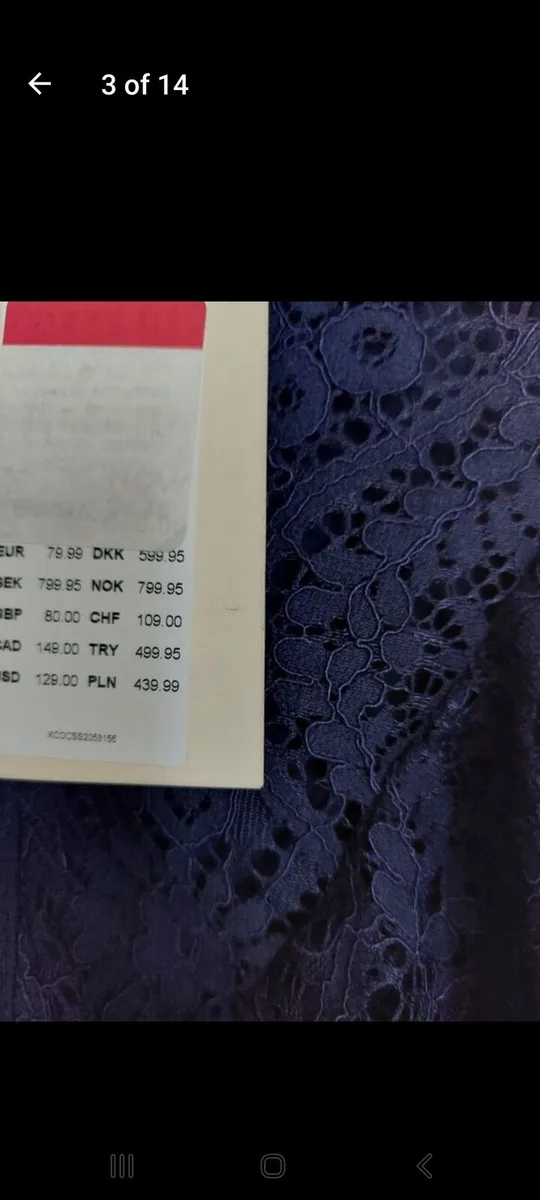 3 of 14
EUR 79.99 DKK 599.95
SEK 799.95 NOK 799.95
GBP 80.00 CHF 109.00
CAD 149.00 TRY 499.95
USD 129.00 PLN 439.99